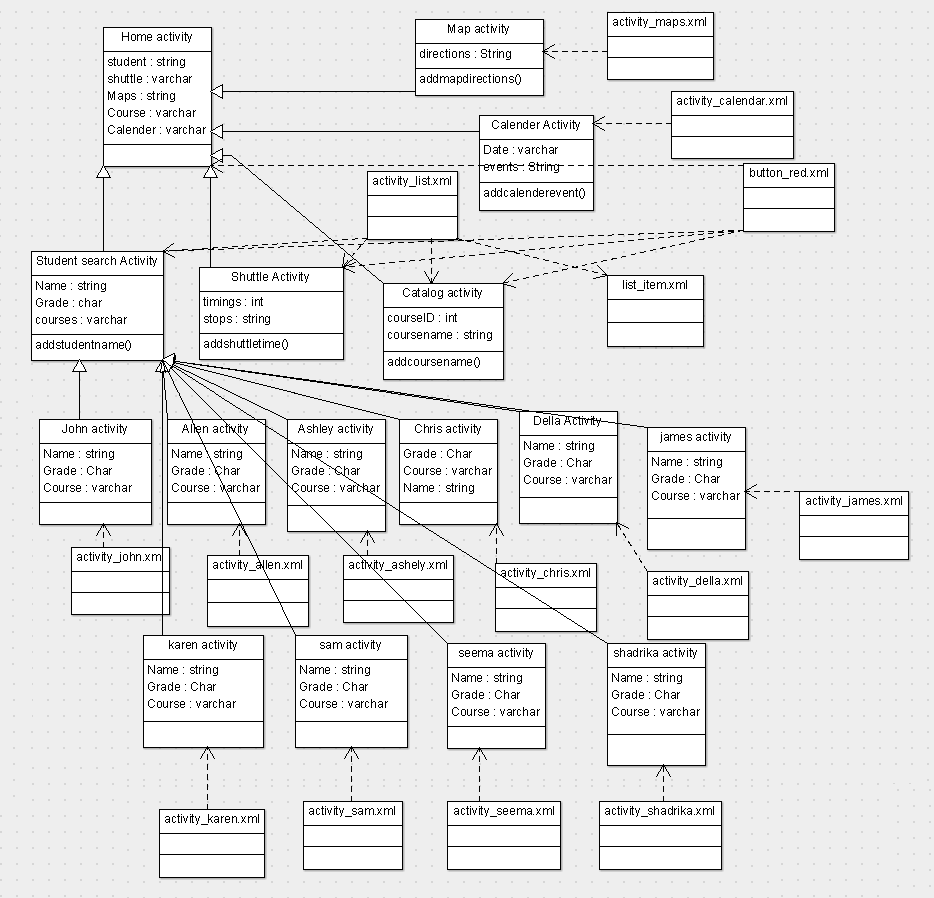 Home activity
student : string
shuttle : varchar
Maps : string
Course : varchar
Calender : varchar
Map activity
directions : String
addmapdirections()
activity_maps.xml
Calender Activity
Date : varchar
events : String
addcalenderevent()
activity_calendar.xml
activity_list.xml
button_red.xml
Student search Activity
Name : string
Grade : char
courses : varchar
addstudentname()
Shuttle Activity
timings : int
stops : string
addshuttletime()
Catalog activity
courseID : int
coursename : string
addcoursename()
list_item.xml
John activity
Name : string
Grade : Char
Course : varchar
Allen activity
Name : string
Grade : Char
Course : varchar
Ashley activity
Name : string
Grade : Char
Course : varchar
Chris activity
Grade : Char
Course : varchar
Name : string
Della Activity
Name : string
Grade : Char
Course : varchar
james activity
Name : string
Grade : Char
Course : varchar
activity_james.xml
activity_john.xml
activity_allen.xml
activity_ashely.xml
activity_chris.xml
activity_della.xml
karen activity
Name : string
Grade : Char
Course : varchar
sam activity
Name : string
Grade : Char
Course : varchar
seema activity
Name : string
Grade : Char
Course : varchar
shadrika activity
Name : string
Grade : Char
Course : varchar
activity_karen.xml
activity_sam.xml
activity_seema.xml
activity_shadrika.xml